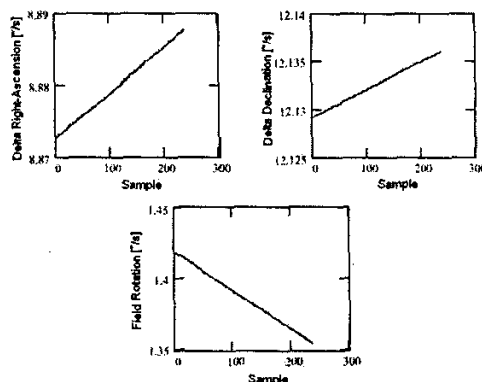 8.89
8.88
8.87
Delta Right-Ascension ["/s]
0 100 200 300
Sample
12.14
12.135
12.13
12.125
Delta Declination ["/s]
0 100 200 300
Sample
1.45
1.4
1.35
Field Rotation ["/s]
0 100 200 300
Sample